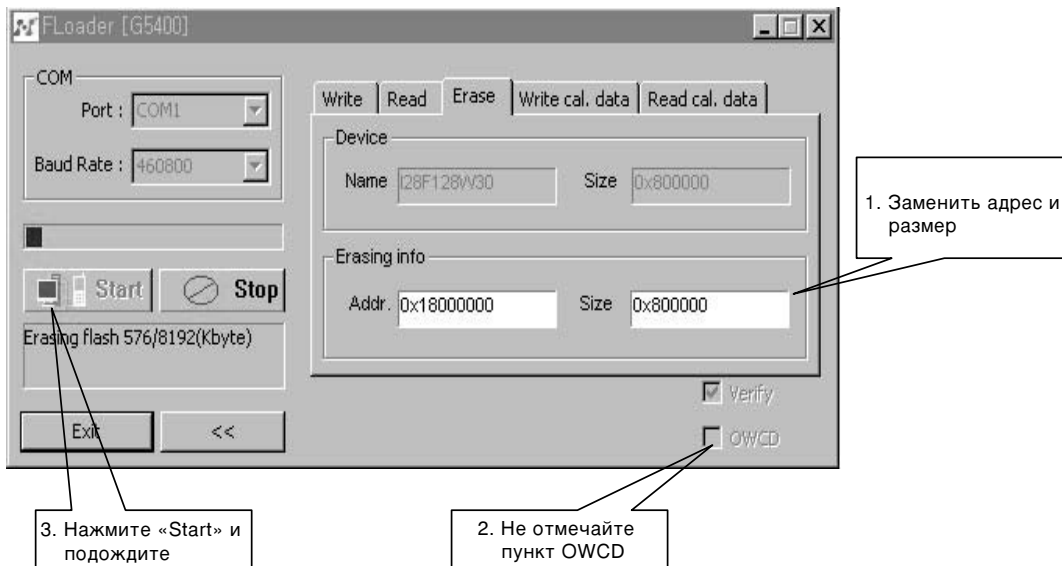 FLoader [G5400]
COM
Port : COM1
Baud Rate : 460800
Start
Stop
Erasing flash 576/8192(Kbyte)
Exit
<<
Write Read Erase Write cal. data Read cal. data
Device
Name I28F128W30 Size 0x800000
Erasing info
Addr. 0x18000000 Size 0x800000
Verify
OWCD
1. Заменить адрес и
размер
2. Не отмечайте
пункт OWCD
3. Нажмите «Start» и
подождите